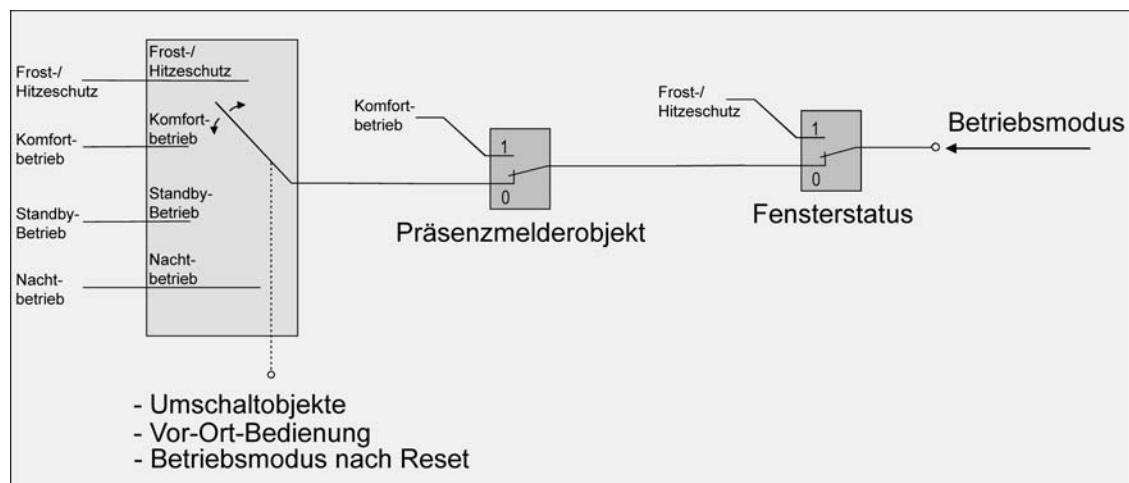 Frost-/
Hitzeschutz
Komfort-
betrieb
Standby-
Betrieb
Nacht-
betrieb
Frost-/
Hitzeschutz
Komfort-
betrieb
Standby-
Betrieb
Nacht-
betrieb
- Umschaltobjekte
- Vor-Ort-Bedienung
- Betriebsmodus nach Reset
Komfort-
betrieb
1
0
Präsenzmelderobjekt
Frost-/
Hitzeschutz
1
0
Fensterstatus
Betriebsmodus